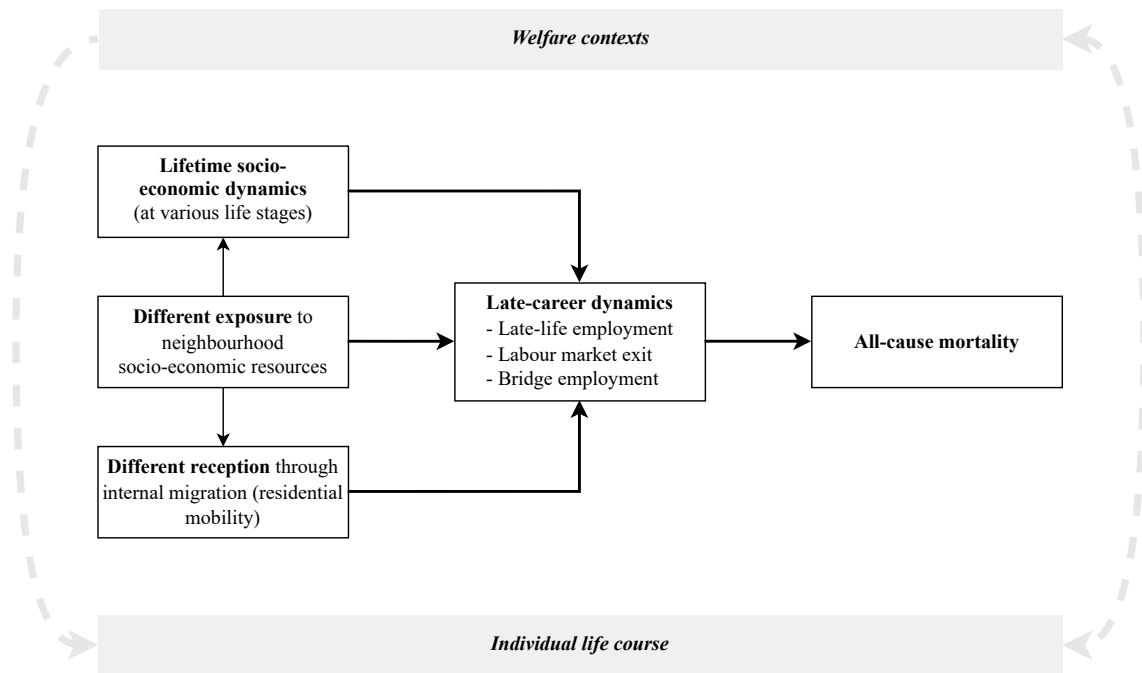 Welfare contexts
Lifetime socio-
economic dynamics
(at various life stages)
Different exposure to
neighbourhood
socio-economic resources
Different reception through
internal migration (residential
mobility)
Late-career dynamics
- Late-life employment
- Labour market exit
- Bridge employment
All-cause mortality
Individual life course